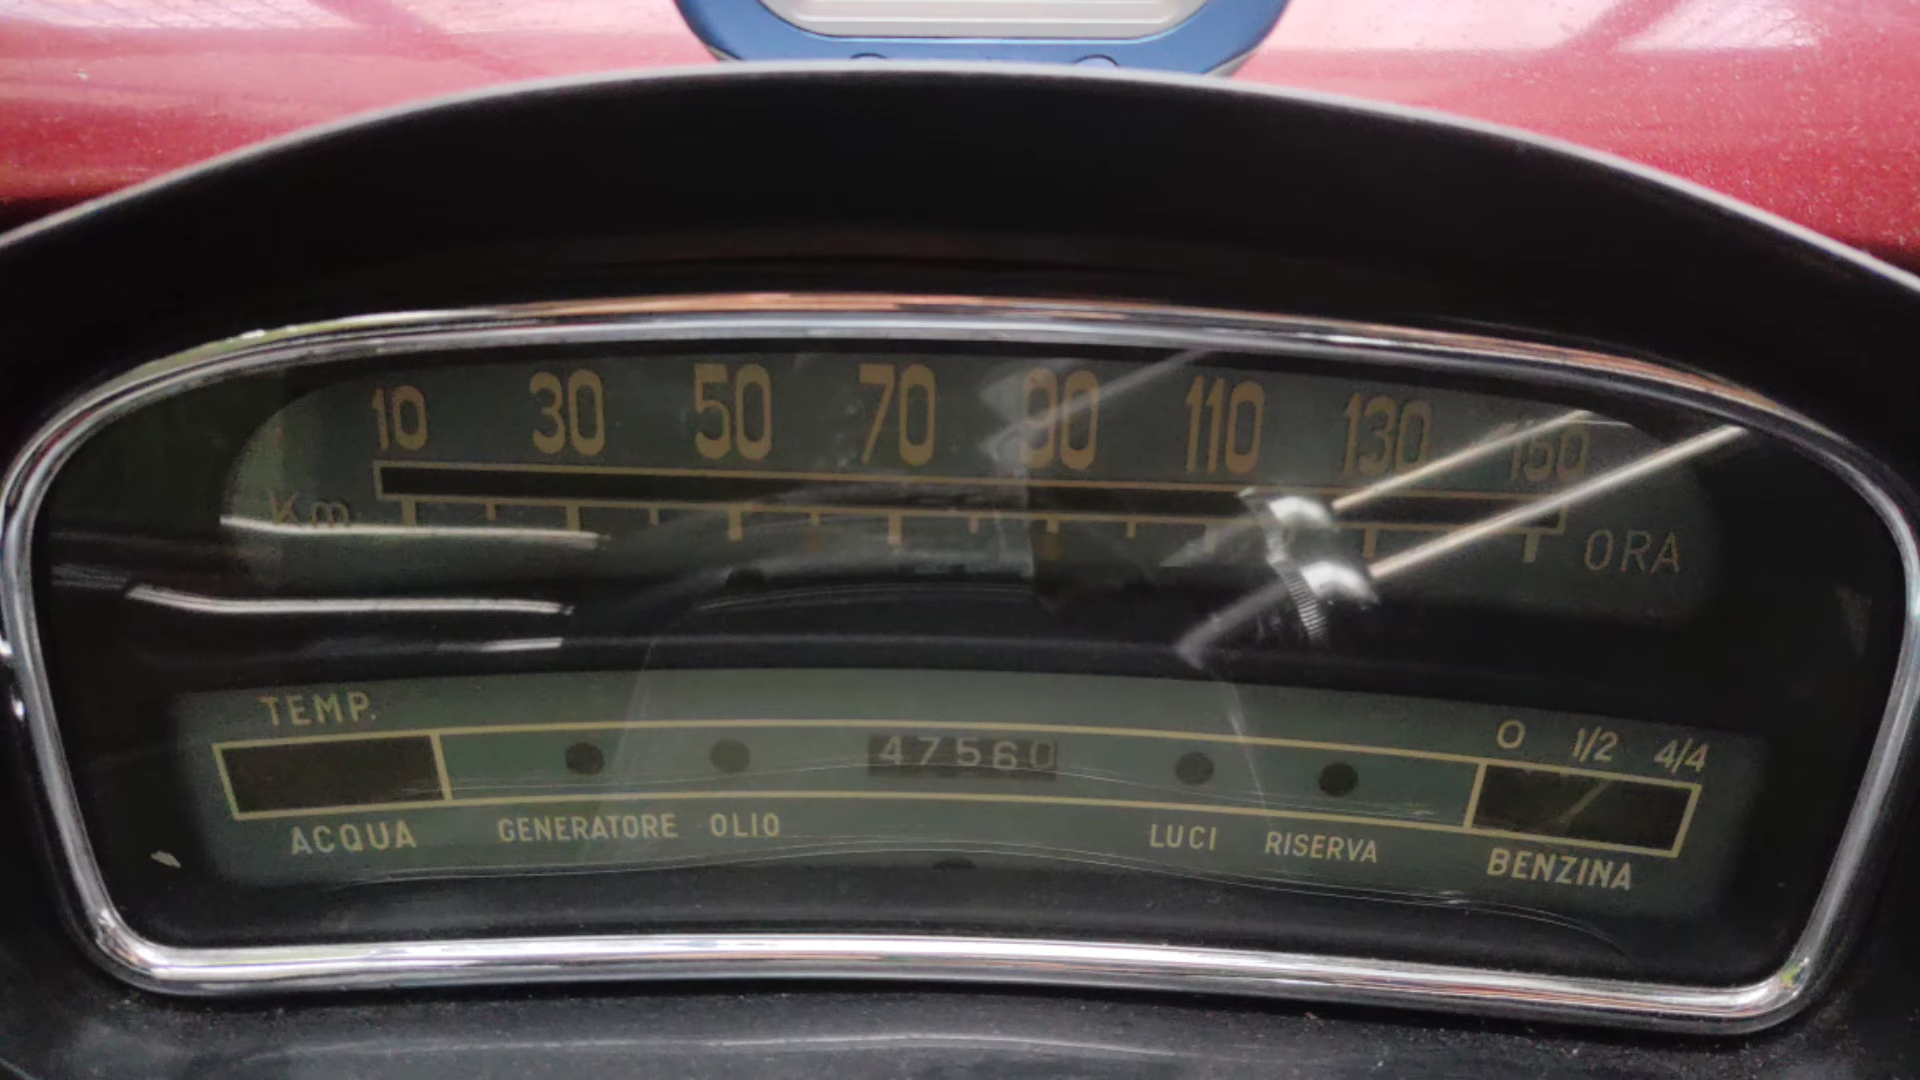 10 30 50 70 90 110 130 150
Km
ORA
TEMP.
0 1/2 4/4
47560
ACQUA GENERATORE OLIO LUCI RISERVA BENZINA